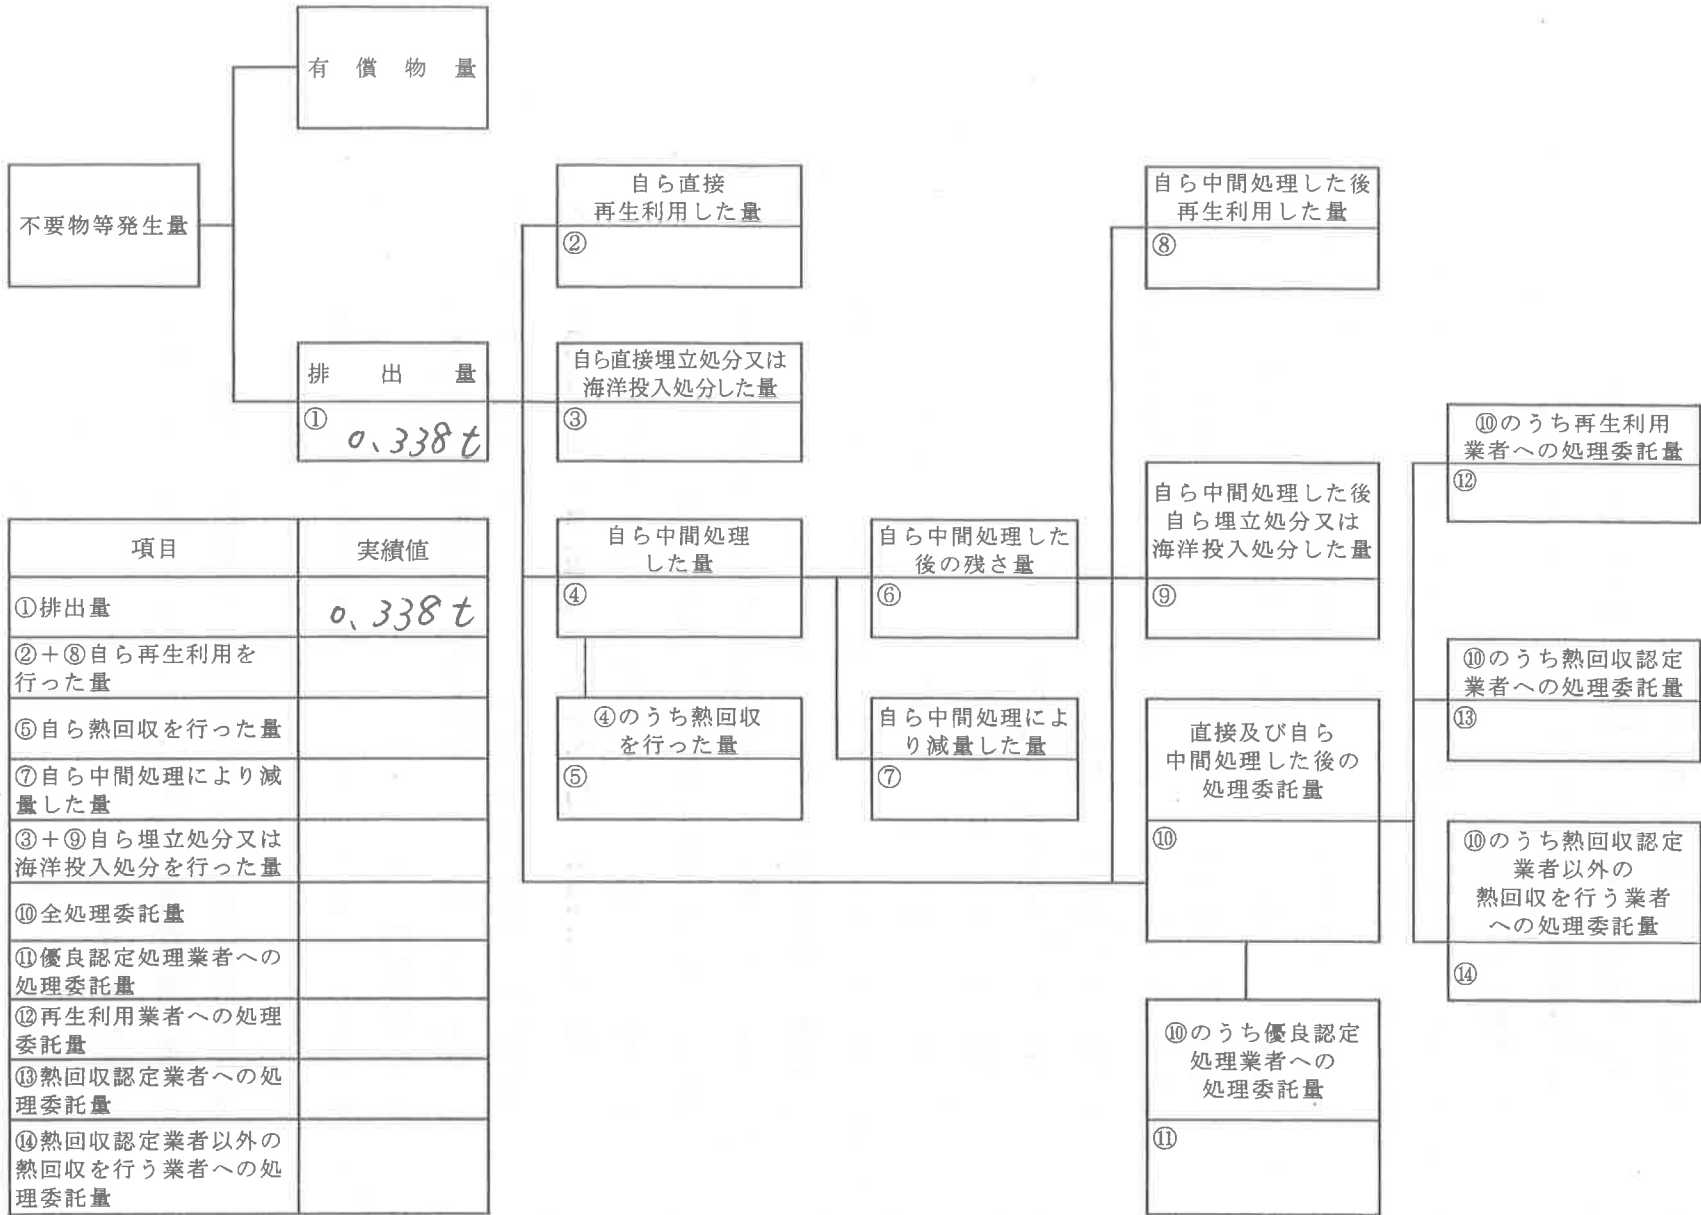 有償物量
不要物等発生量
排出量
① 0.338t
自ら直接
再生利用した量
②
自ら直接埋立処分又は
海洋投入処分した量
③
自ら中間処理
した量
④
④のうち熱回収
を行った量
⑤
自ら中間処理した
後の残さ量
⑥
自ら中間処理によ
り減量した量
⑦
自ら中間処理した後
再生利用した量
⑧
自ら中間処理した後
自ら埋立処分又は
海洋投入処分した量
⑨
直接及び自ら
中間処理した後の
処理委託量
⑩
⑩のうち優良認定
処理業者への
処理委託量
⑪
⑩のうち再生利用
業者への処理委託量
⑫
⑩のうち熱回収認定
業者への処理委託量
⑬
⑩のうち熱回収認定
業者以外の
熱回収を行う業者
への処理委託量
⑭
項目 実績値
①排出量 0.338t
②+⑧自ら再生利用を
行った量
⑤自ら熱回収を行った量
⑦自ら中間処理により減
量した量
③+⑨自ら埋立処分又は
海洋投入処分を行った量
⑩全処理委託量
⑪優良認定処理業者への
処理委託量
⑫再生利用業者への処理
委託量
⑬熱回収認定業者への処
理委託量
⑭熱回収認定業者以外の
熱回収を行う業者への処
理委託量